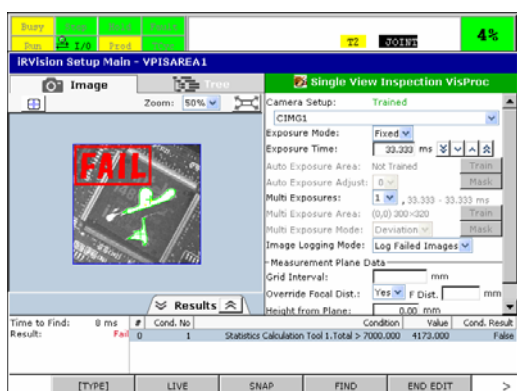 Busy Step Hold Fault
Run I/O Prod TCyc
T2 JOINT 4%
iRVision Setup Main - VPISAREA1
Image Tree
Zoom: 50%
FAIL
Results
Time to Find: 0 ms
Result: Fail
Single View Inspection VisProc
Camera Setup: Trained
CIMG1
Exposure Mode: Fixed
Exposure Time: 33.333 ms
Auto Exposure Area: Not Trained Train
Auto Exposure Adjust: 0 Mask
Multi Exposures: 1 , 33.333 - 33.333 ms
Multi Exposure Area: (0,0) 300×320 Train
Multi Exposure Mode: Deviation Mask
Image Logging Mode: Log Failed Images
Measurement Plane Data
Grid Interval: mm
Override Focal Dist.: Yes F Dist. mm
Height from Plane: 0.00 mm
# Cond. No Condition Value Cond. Result
0 1 Statistics Calculation Tool 1.Total > 7000.000 4173.000 False
[TYPE] LIVE SNAP FIND END EDIT >